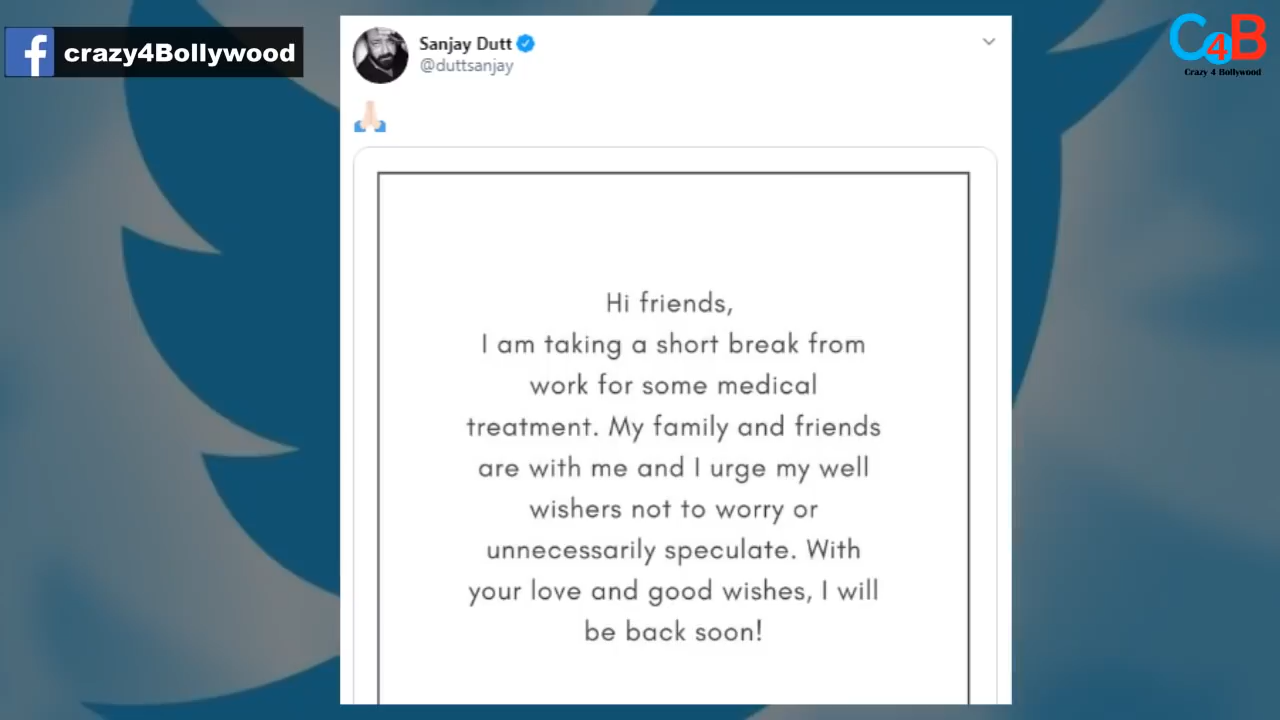 crazy4Bollywood
C4B
Crazy 4 Bollywood
Sanjay Dutt
@duttsanjay
Hi friends,
I am taking a short break from
work for some medical
treatment. My family and friends
are with me and I urge my well
wishers not to worry or
unnecessarily speculate. With
your love and good wishes, I will
be back soon!